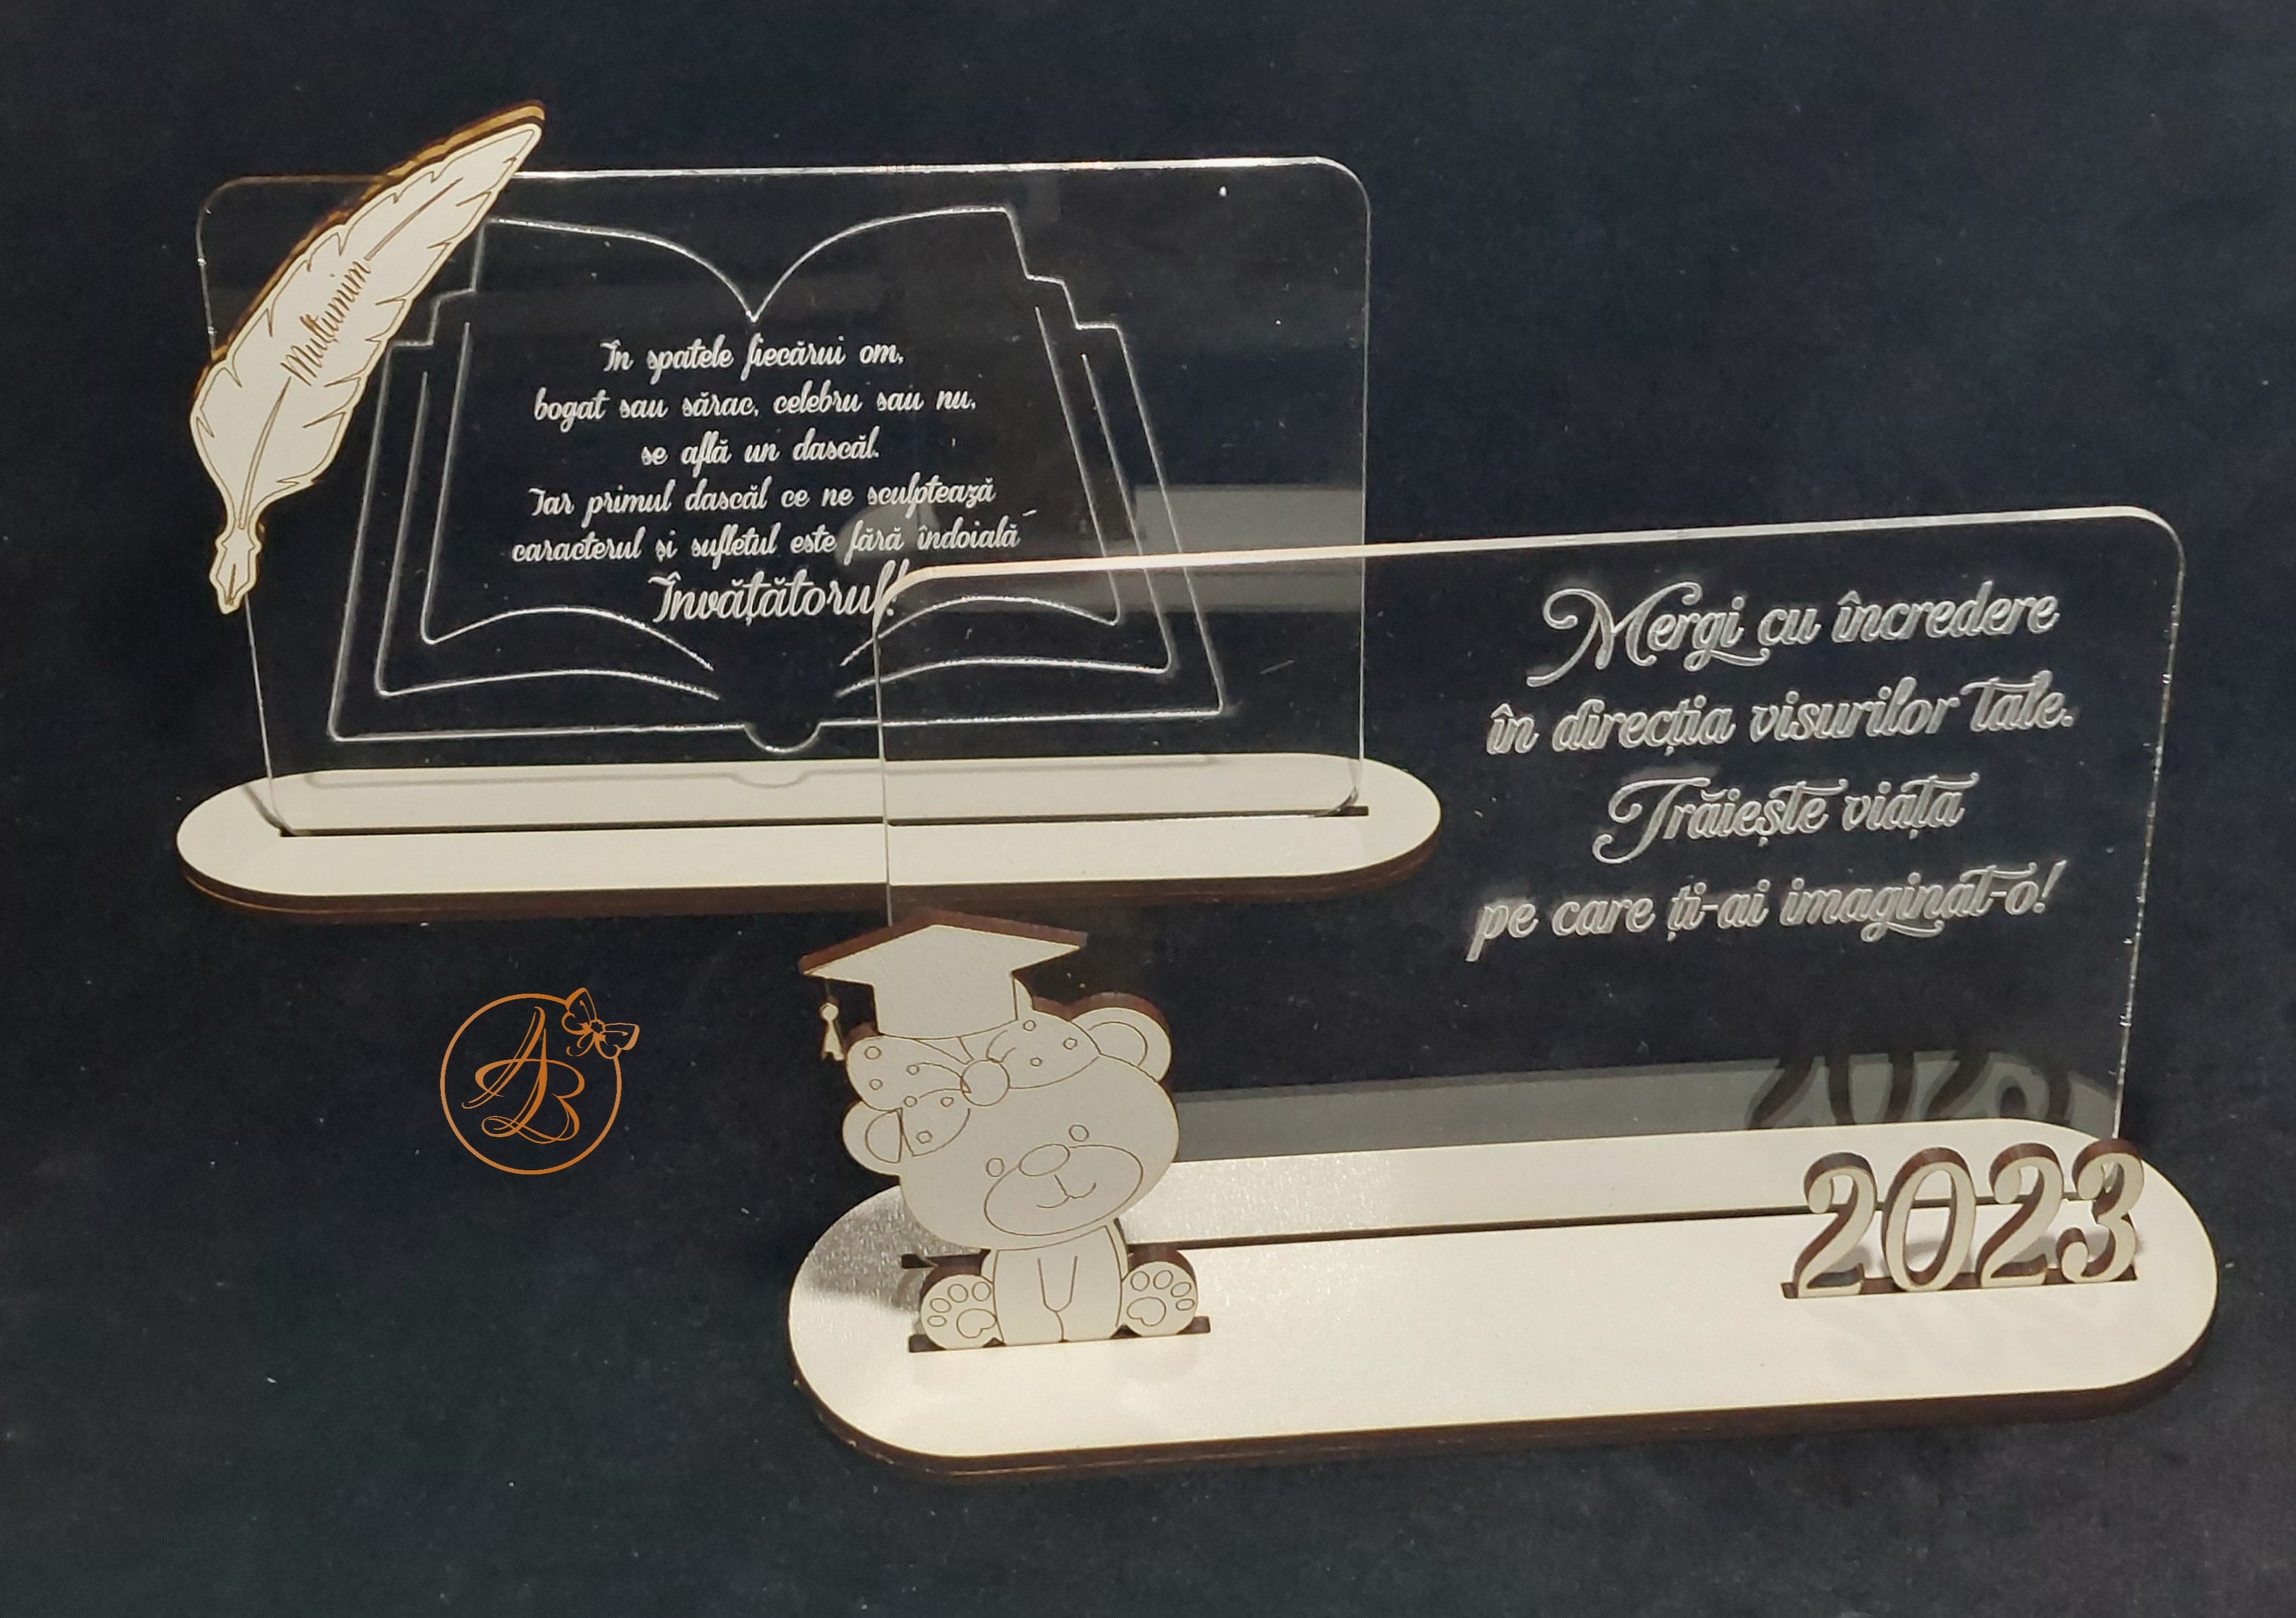 Mulțumim
În spatele fiecărui om,
bogat sau sărac, celebru sau nu,
se află un dascăl.
Iar primul dascăl ce ne sculptează
caracterul și sufletul este fără îndoială
Învățătorul!
Mergi cu încredere
în direcția visurilor tale.
Trăiește viața
pe care ți-ai imaginat-o!
AB
2023